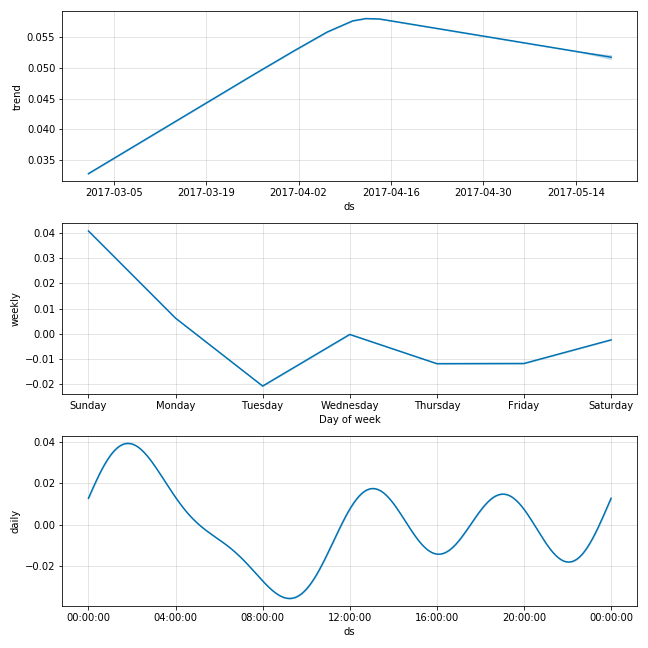 0.055
0.050
0.045
0.040
0.035
trend
2017-03-05 2017-03-19 2017-04-02 2017-04-16 2017-04-30 2017-05-14
ds
0.04
0.03
0.02
0.01
0.00
−0.01
−0.02
weekly
Sunday Monday Tuesday Wednesday Thursday Friday Saturday
Day of week
0.04
0.02
0.00
−0.02
daily
00:00:00 04:00:00 08:00:00 12:00:00 16:00:00 20:00:00 00:00:00
ds